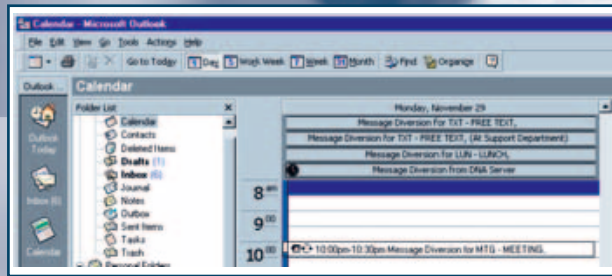 Calendar - Microsoft Outlook
File Edit View Go Tools Actions Help
Go to Today 1 Day 5 Work Week 7 Week 31 Month Find Organize
Outlook ... Calendar
Folder List X Monday, November 29
Calendar
Contacts
Deleted Items
Drafts (1)
Inbox (6)
Journal
Notes
Outbox
Sent Items
Tasks
Trash
Personal Folders
Outlook Today
Inbox (6)
Calendar
Message Diversion for TXT - FREE TEXT,
Message Diversion for TXT - FREE TEXT, (At Support Department)
Message Diversion for LUN - LUNCH,
Message Diversion from DNA Server
8 am
9 00
10 00 10:00pm-10:30pm Message Diversion for MTG - MEETING.